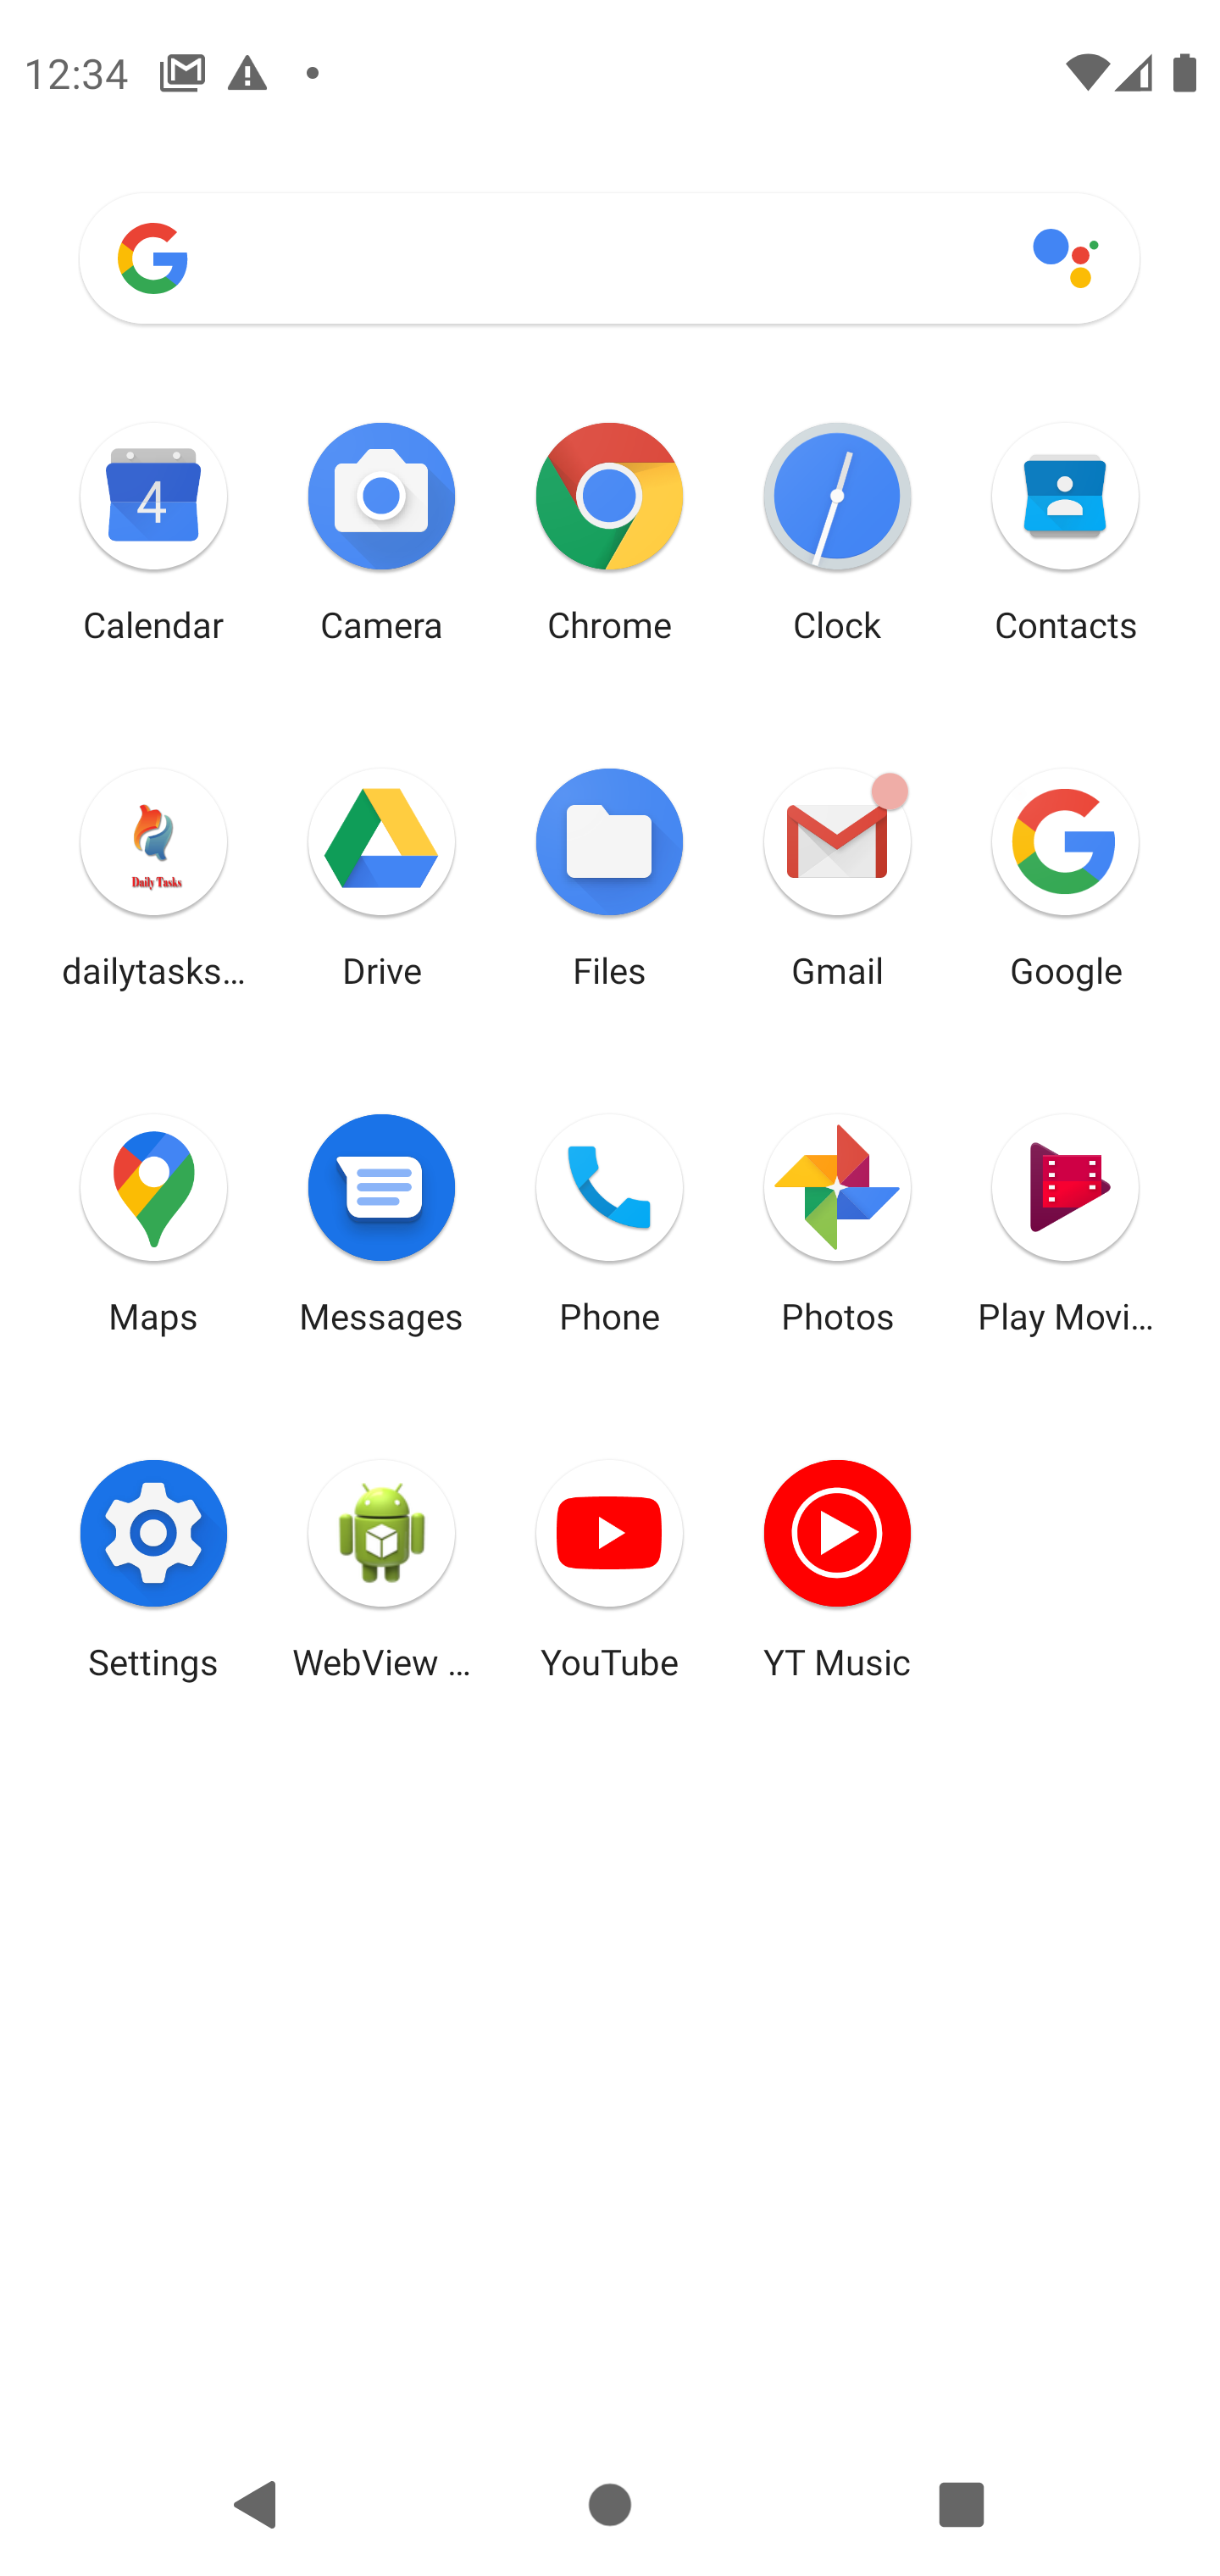 12:34
4
Calendar
Camera
Chrome
Clock
Contacts
Daily Tasks
dailytasks...
Drive
Files
Gmail
Google
Maps
Messages
Phone
Photos
Play Movi...
Settings
WebView ...
YouTube
YT Music